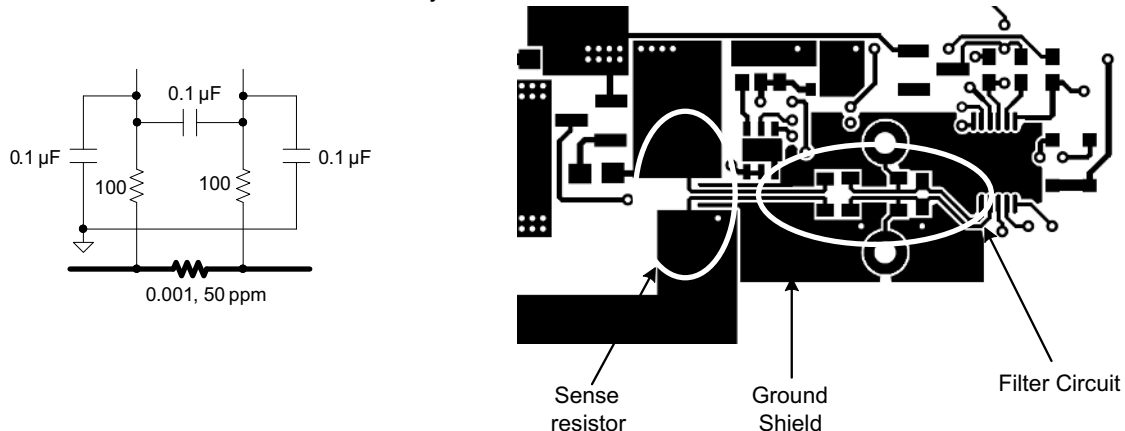 0.1 µF
0.1 µF
0.1 µF
100
100
0.001, 50 ppm
Sense
resistor
Ground
Shield
Filter Circuit